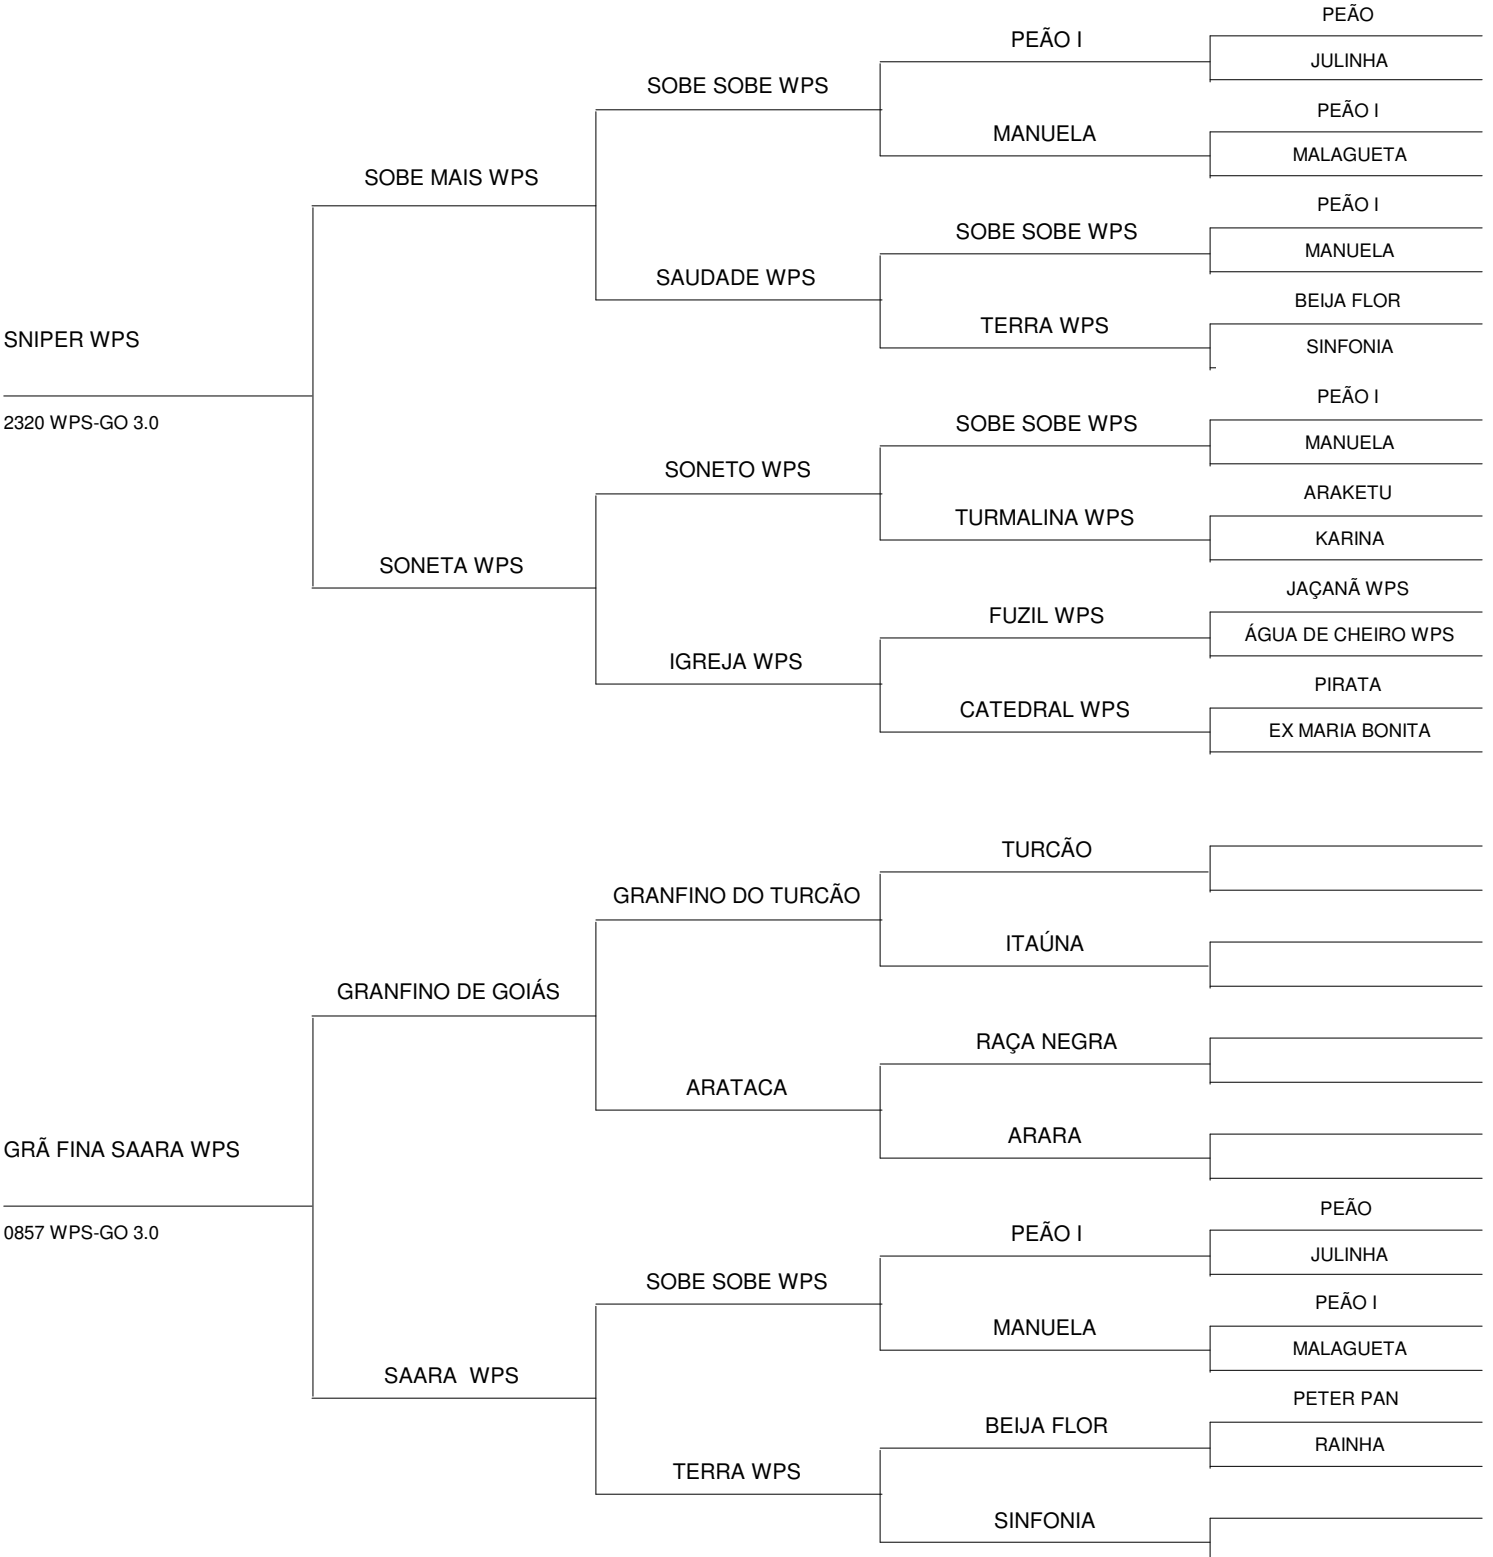 PEÃO
PEÃO I
JULINHA
SOBE SOBE WPS
PEÃO I
MANUELA
MALAGUETA
SOBE MAIS WPS
PEÃO I
SOBE SOBE WPS
MANUELA
SAUDADE WPS
BEIJA FLOR
TERRA WPS
SINFONIA
SNIPER WPS
PEÃO I
2320 WPS-GO 3.0
SOBE SOBE WPS
MANUELA
SONETO WPS
ARAKETU
TURMALINA WPS
KARINA
SONETA WPS
JAÇANÃ WPS
FUZIL WPS
ÁGUA DE CHEIRO WPS
IGREJA WPS
PIRATA
CATEDRAL WPS
EX MARIA BONITA
TURCÃO
GRANFINO DO TURCÃO
ITAÚNA
GRANFINO DE GOIÁS
RAÇA NEGRA
ARATACA
ARARA
GRÃ FINA SAARA WPS
PEÃO
0857 WPS-GO 3.0
PEÃO I
JULINHA
SOBE SOBE WPS
PEÃO I
MANUELA
MALAGUETA
SAARA  WPS
PETER PAN
BEIJA FLOR
RAINHA
TERRA WPS
SINFONIA